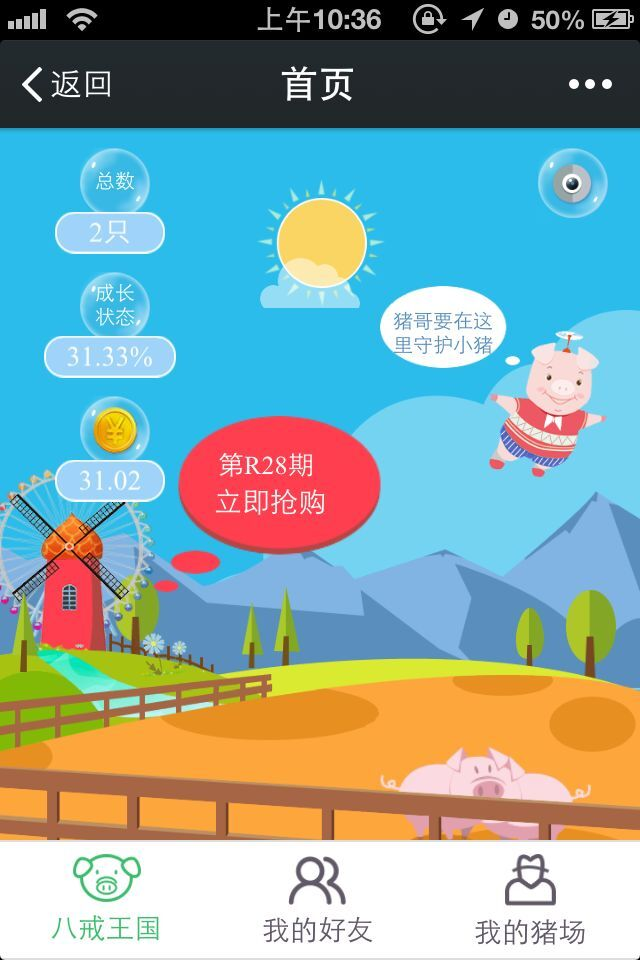 上午10:36
50%
返回
首页
总数
2只
成长
状态
31.33%
¥
31.02
猪哥要在这
里守护小猪
第R28期
立即抢购
八戒王国
我的好友
我的猪场